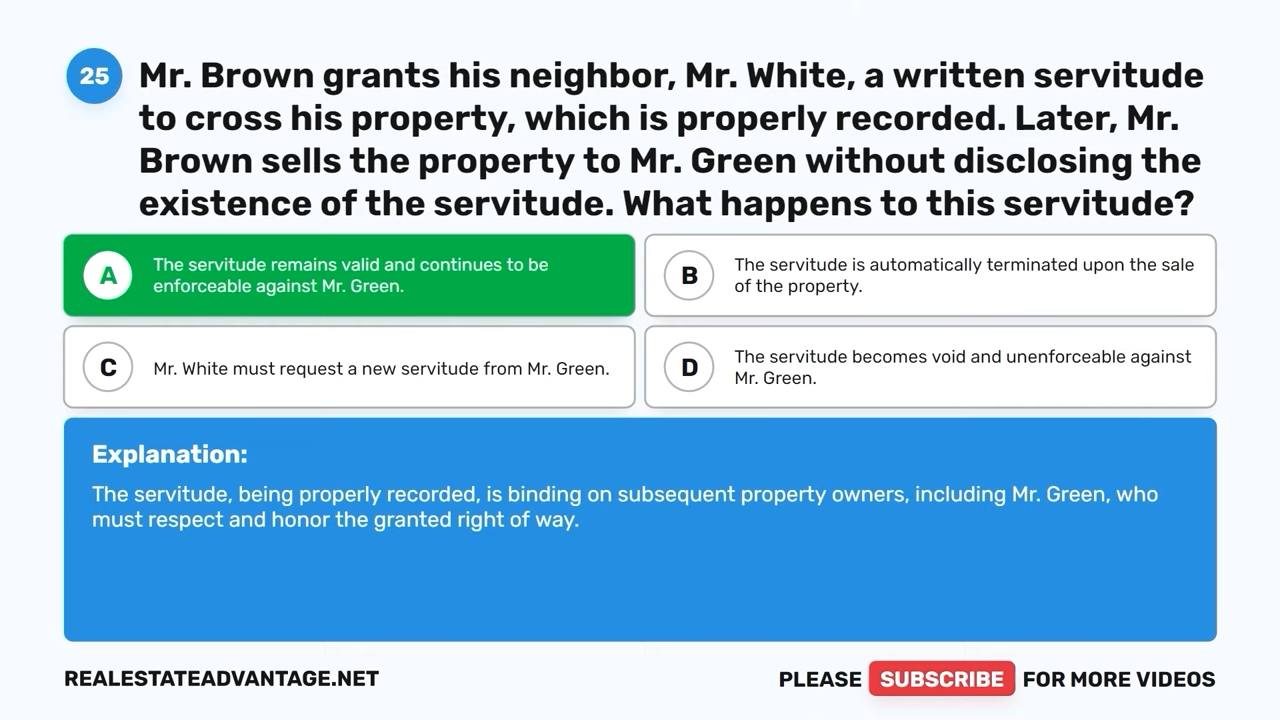 25
Mr. Brown grants his neighbor, Mr. White, a written servitude
to cross his property, which is properly recorded. Later, Mr.
Brown sells the property to Mr. Green without disclosing the
existence of the servitude. What happens to this servitude?
A
The servitude remains valid and continues to be
enforceable against Mr. Green.
B
The servitude is automatically terminated upon the sale
of the property.
C
Mr. White must request a new servitude from Mr. Green.
D
The servitude becomes void and unenforceable against
Mr. Green.
Explanation:
The servitude, being properly recorded, is binding on subsequent property owners, including Mr. Green, who
must respect and honor the granted right of way.
REALESTATEADVANTAGE.NET
PLEASE SUBSCRIBE FOR MORE VIDEOS